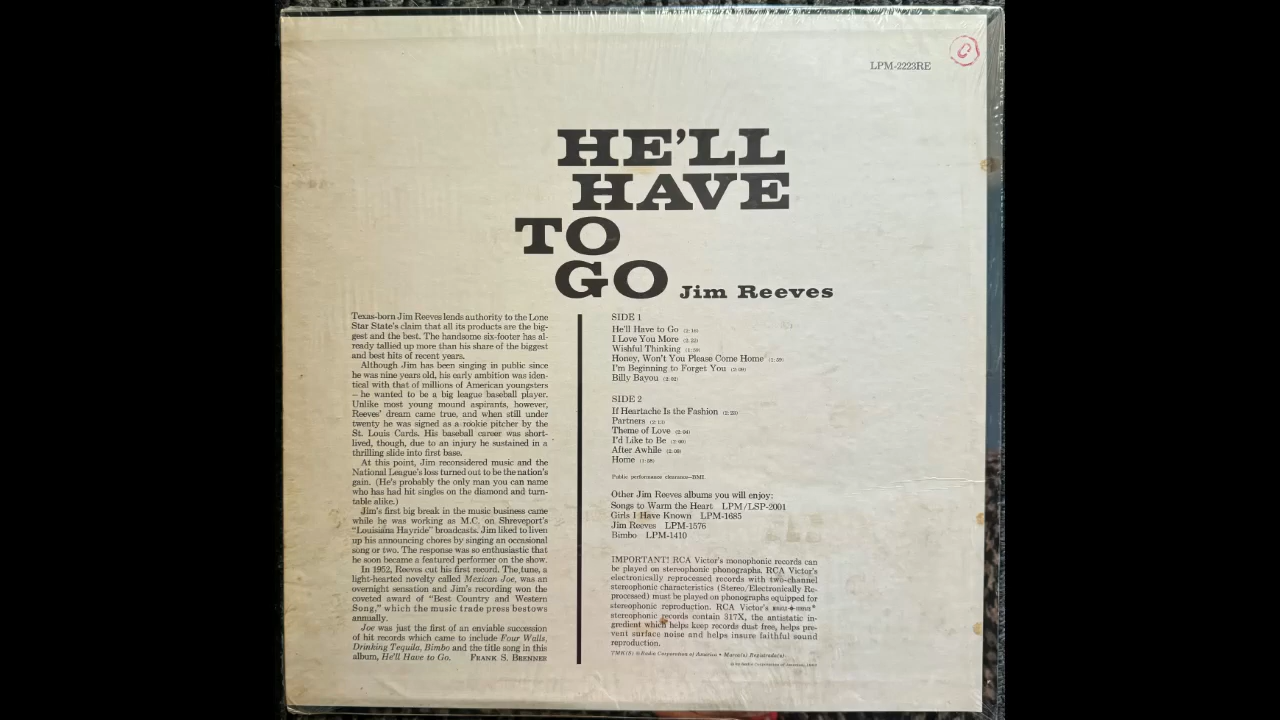 LPM-2223RE
HE'LL
HAVE
TO
GO Jim Reeves
Texas-born Jim Reeves lends authority to the Lone
Star State's claim that all its products are the big-
gest and the best. The handsome six-footer has al-
ready tallied up more than his share of the biggest
and best hits of recent years.
Although Jim has been singing in public since
he was nine years old, his early ambition was iden-
tical with that of millions of American youngsters
– he wanted to be a big league baseball player.
Unlike most young mound aspirants, however,
Reeves' dream came true, and when still under
twenty he was signed as a rookie pitcher by the
St. Louis Cards. His baseball career was short-
lived, though, due to an injury he sustained in a
thrilling slide into first base.
At this point, Jim reconsidered music and the
National League's loss turned out to be the nation's
gain. (He's probably the only man you can name
who has had hit singles on the diamond and turn-
table alike.)
Jim's first big break in the music business came
while he was working as M.C. on Shreveport's
"Louisiana Hayride" broadcasts. Jim liked to liven
up his announcing chores by singing an occasional
song or two. The response was so enthusiastic that
he soon became a featured performer on the show.
In 1952, Reeves cut his first record. The tune, a
light-hearted novelty called Mexican Joe, was an
overnight sensation and Jim's recording won the
coveted award of "Best Country and Western
Song," which the music trade press bestows
annually.
Joe was just the first of an enviable succession
of hit records which came to include Four Walls,
Drinking Tequila, Bimbo and the title song in this
album, He'll Have to Go. FRANK S. BRENNER
SIDE 1
He'll Have to Go
I Love You More
Wishful Thinking
Honey, Won't You Please Come Home
I'm Beginning to Forget You
Billy Bayou
SIDE 2
If Heartache Is the Fashion
Partners
Theme of Love
I'd Like to Be
After Awhile
Home
Public performance clearance—BMI
Other Jim Reeves albums you will enjoy:
Songs to Warm the Heart LPM/LSP-2001
Girls I Have Known LPM-1685
Jim Reeves LPM-1576
Bimbo LPM-1410
IMPORTANT! RCA Victor's monophonic records can
be played on stereophonic phonographs. RCA Victor's
electronically reprocessed records with two-channel
stereophonic characteristics (Stereo/Electronically Re-
processed) must be played on phonographs equipped for
stereophonic reproduction. RCA Victor's
stereophonic records contain 317X, the antistatic in-
gredient which helps keep records dust free, helps pre-
vent surface noise and helps insure faithful sound
reproduction.
TMK(S) ® Radio Corporation of America • Marca(s) Registrada(s)